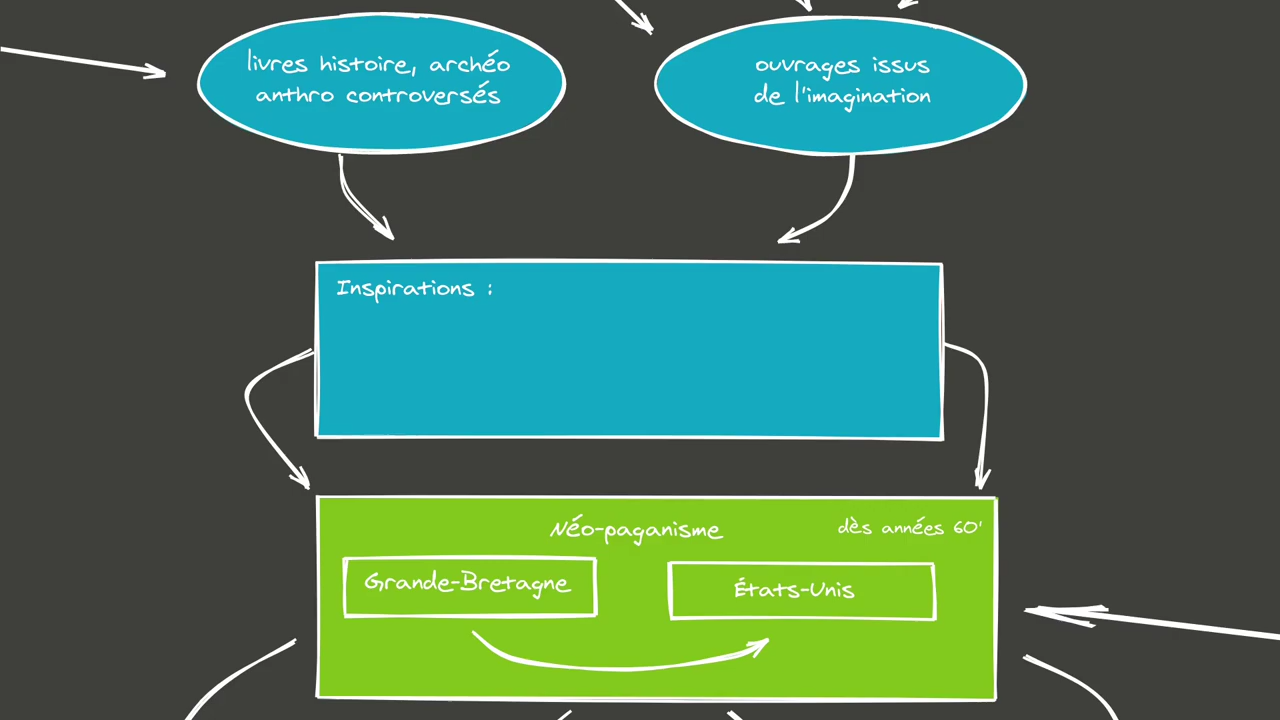 livres histoire, archéo
anthro controversés
ouvrages issus
de l'imagination
Inspirations :
Néo-paganisme
dès années 60'
Grande-Bretagne
États-Unis